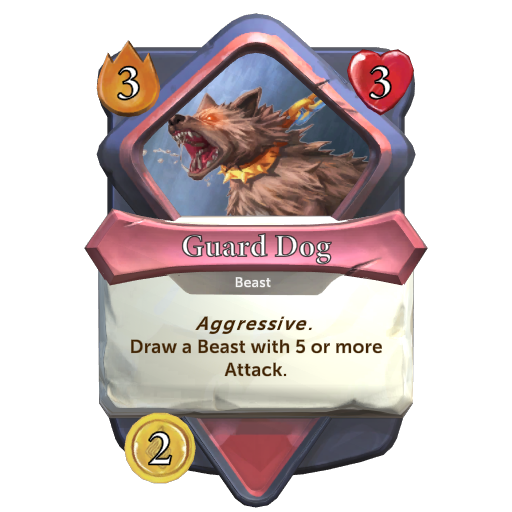 3
3
Guard Dog
Beast
Aggressive.
Draw a Beast with 5 or more
Attack.
2